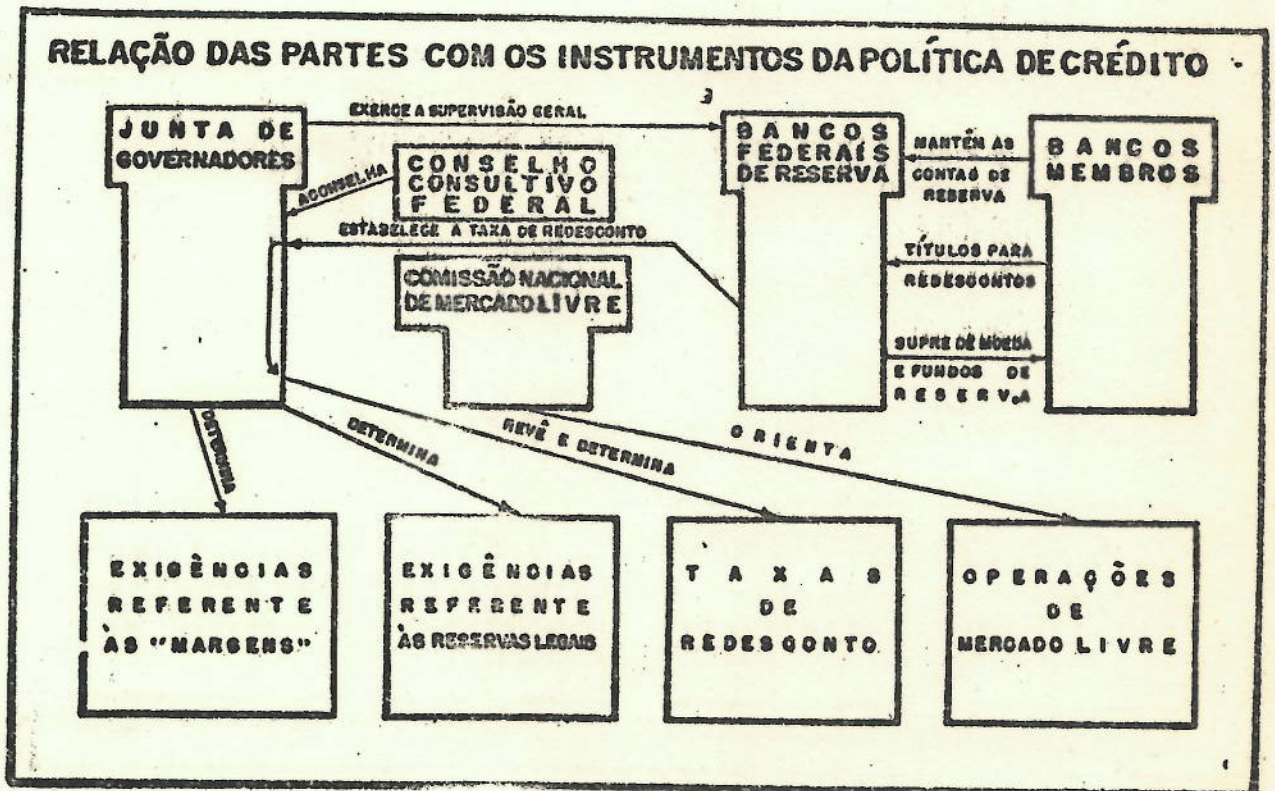 RELAÇÃO DAS PARTES COM OS INSTRUMENTOS DA POLÍTICA DE CRÉDITO
JUNTA DE
GOVERNADORES
EXERCE A SUPERVISÃO GERAL
BANCOS
FEDERAIS
DE RESERVA
MANTÉM AS
CONTAS DE
RESERVA
BANCOS
MEMBROS
ACONSELHA
CONSELHO
CONSULTIVO
FEDERAL
ESTABELECE A TAXA DE REDESCONTO
COMISSÃO NACIONAL
DE MERCADO LIVRE
TÍTULOS PARA
REDESCONTOS
SUPRE DE MOEDA
E FUNDOS DE
RESERVA
DETERMINA
DETERMINA
REVÊ E DETERMINA
ORIENTA
EXIGÊNCIAS
REFERENTE
ÀS "MARGENS"
EXIGÊNCIAS
REFERENTE
ÀS RESERVAS LEGAIS
TAXAS
DE
REDESCONTO
OPERAÇÕES
DE
MERCADO LIVRE